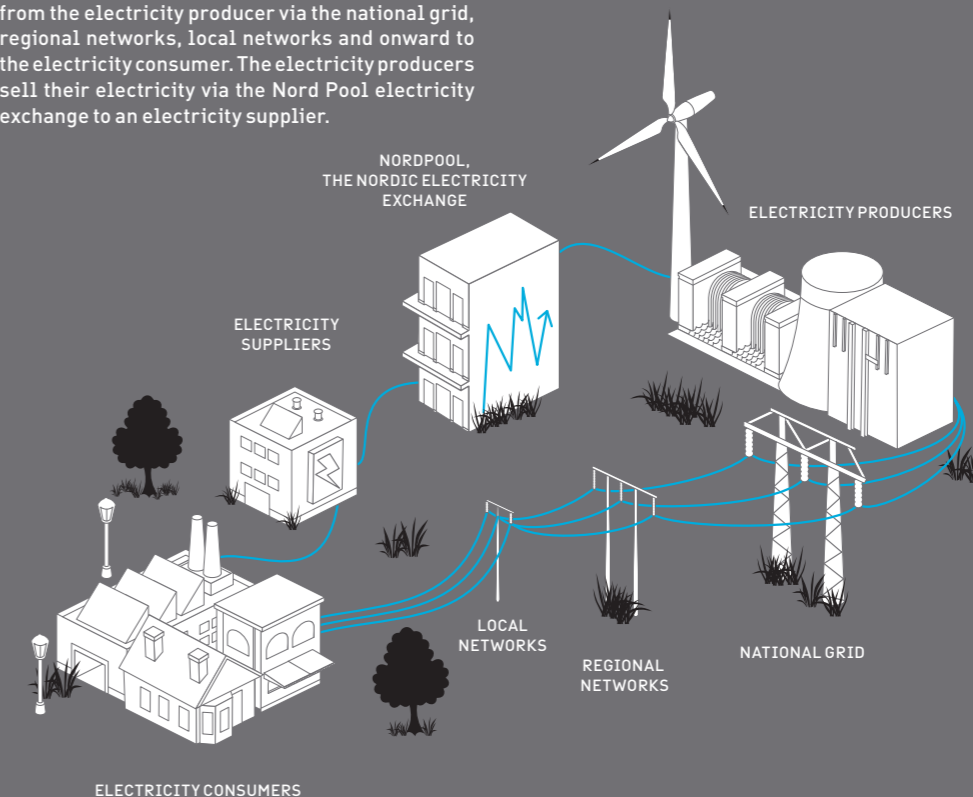 from the electricity producer via the national grid,
regional networks, local networks and onward to
the electricity consumer. The electricity producers
sell their electricity via the Nord Pool electricity
exchange to an electricity supplier.
NORDPOOL,
THE NORDIC ELECTRICITY
EXCHANGE
ELECTRICITY PRODUCERS
ELECTRICITY
SUPPLIERS
LOCAL
NETWORKS
REGIONAL
NETWORKS
NATIONAL GRID
ELECTRICITY CONSUMERS